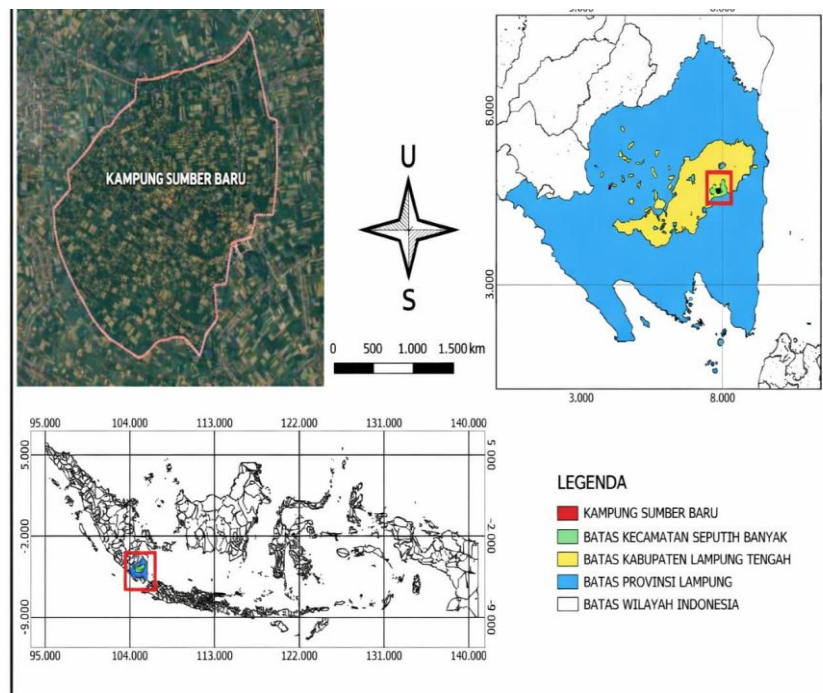 KAMPUNG SUMBER BARU
U
S
0 500 1.000 1.500 km
8.000
6.000
3.000
3.000 8.000
95.000 104.000 113.000 122.000 131.000 140.000
5.000 5.000
-2.000 -2.000
-9.000 -9.000
95.000 104.000 113.000 122.000 131.000 140.000
LEGENDA
KAMPUNG SUMBER BARU
BATAS KECAMATAN SEPUTIH BANYAK
BATAS KABUPATEN LAMPUNG TENGAH
BATAS PROVINSI LAMPUNG
BATAS WILAYAH INDONESIA